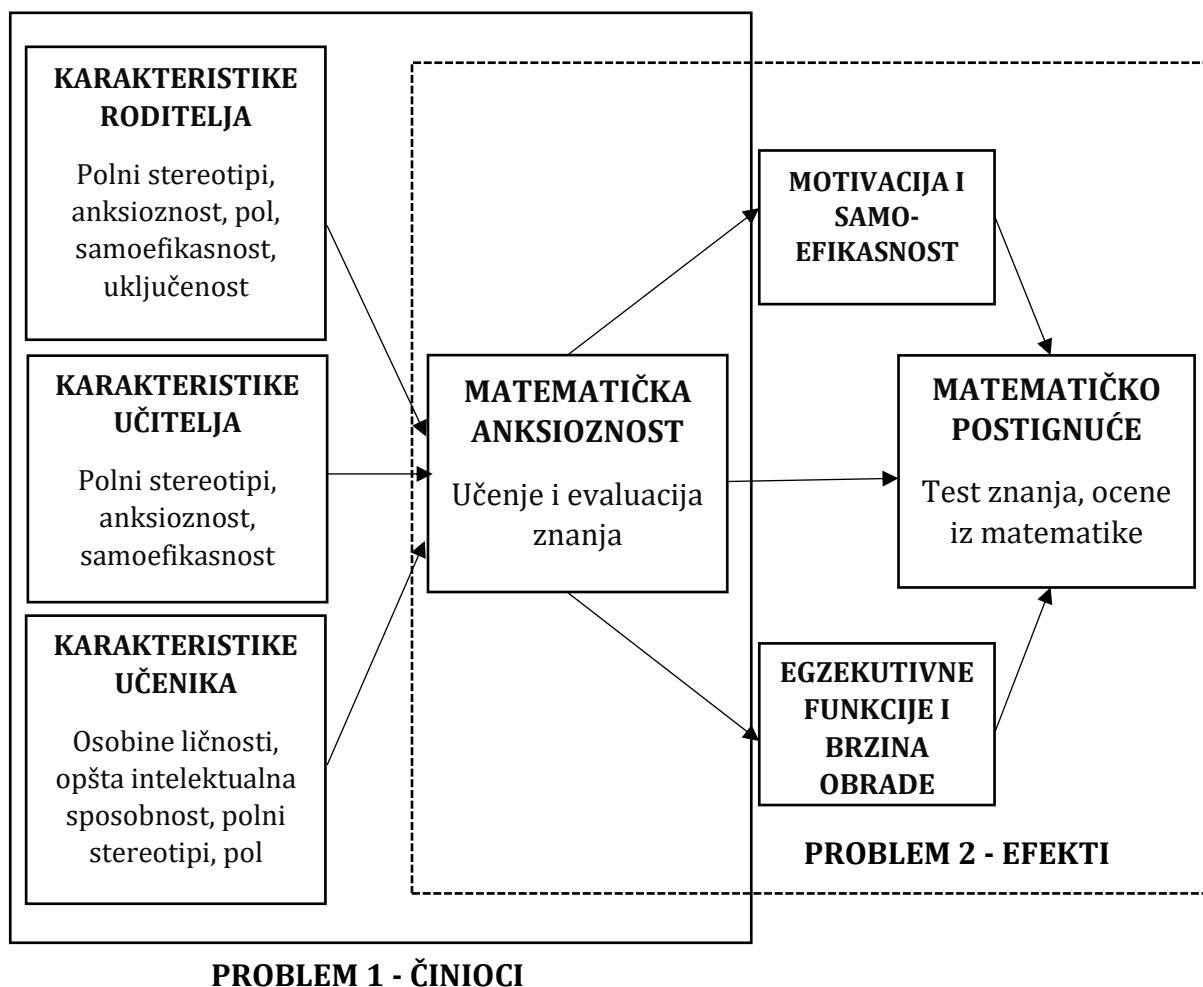 KARAKTERISTIKE
RODITELJA
Polni stereotipi,
anksioznost, pol,
samoefikasnost,
uključenost
KARAKTERISTIKE
UČITELJA
Polni stereotipi,
anksioznost,
samoefikasnost
KARAKTERISTIKE
UČENIKA
Osobine ličnosti,
opšta intelektualna
sposobnost, polni
stereotipi, pol
MATEMATIČKA
ANKSIOZNOST
Učenje i evaluacija
znanja
MOTIVACIJA I
SAMO-
EFIKASNOST
EGZEKUTIVNE
FUNKCIJE I
BRZINA
OBRADE
MATEMATIČKO
POSTIGNUĆE
Test znanja, ocene
iz matematike
PROBLEM 2 - EFEKTI
PROBLEM 1 - ČINIOCI